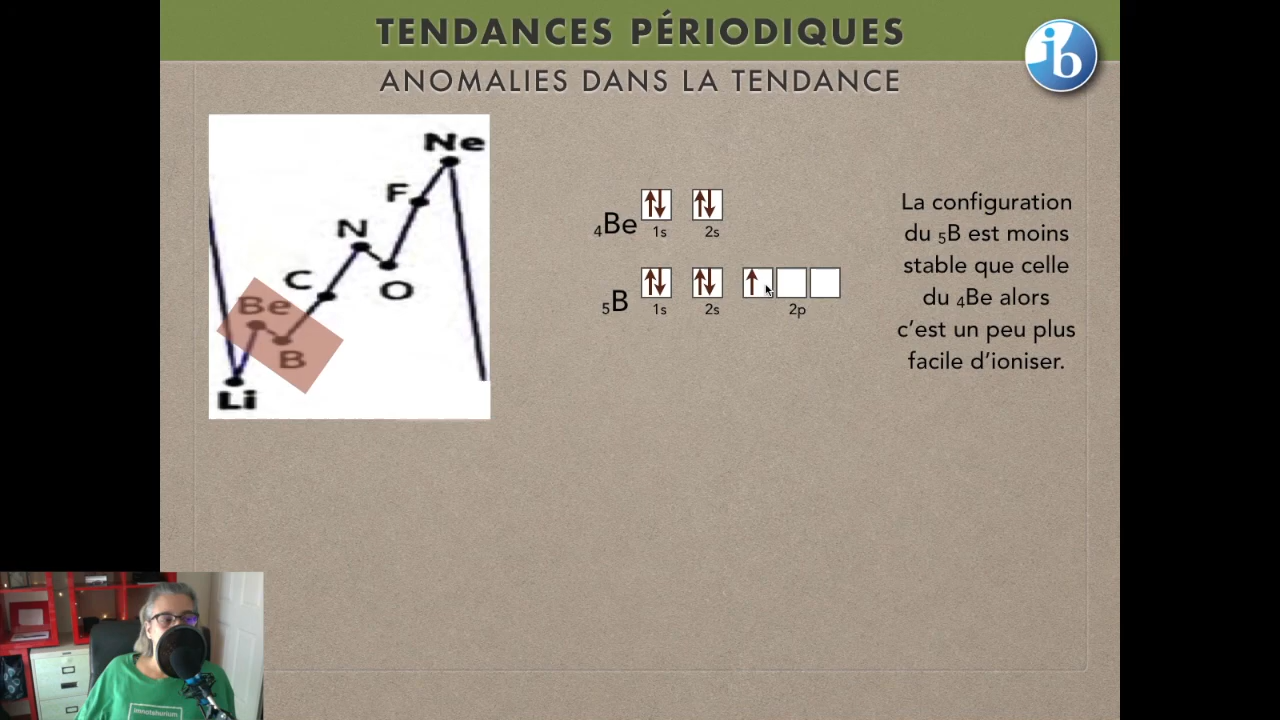 TENDANCES PÉRIODIQUES
ib
ANOMALIES DANS LA TENDANCE
Ne
F
N
C
O
Be
B
Li
₄Be
1s 2s
₅B
1s 2s 2p
La configuration
du ₅B est moins
stable que celle
du ₄Be alors
c’est un peu plus
facile d’ioniser.